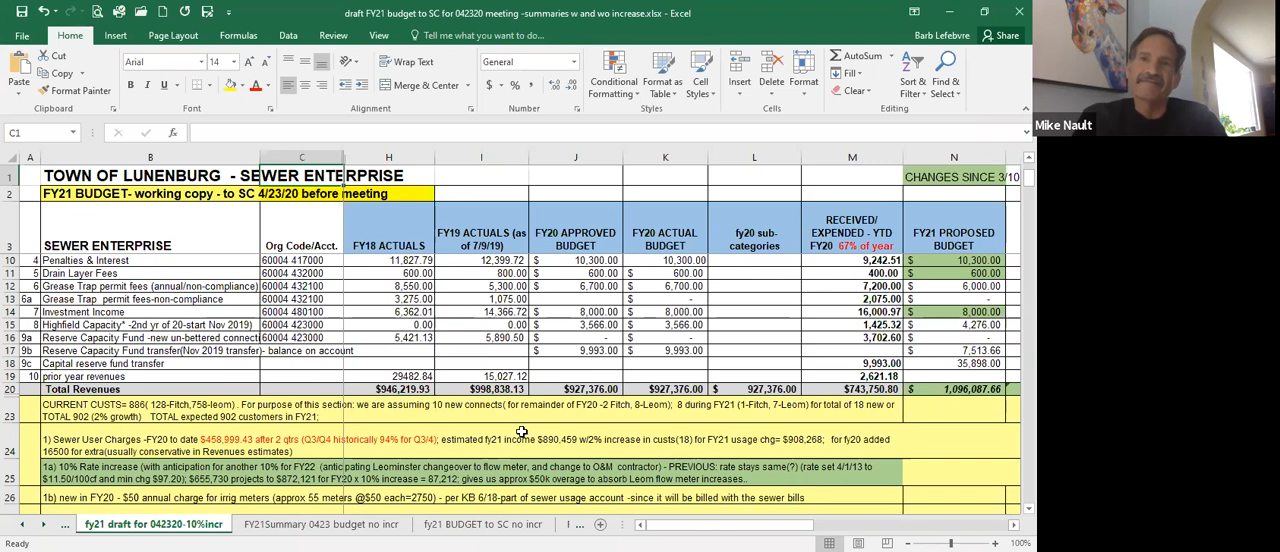 draft FY21 budget to SC for 042320 meeting -summaries w and wo increase.xlsx - Excel
File Home Insert Page Layout Formulas Data Review View Tell me what you want to do... Barb Lefebvre Share
Cut
Copy
Format Painter
Paste
Clipboard
Arial 14
B I U
Font
Wrap Text
Merge & Center
Alignment
General
$ % ,
Number
Conditional Formatting
Format as Table
Cell Styles
Styles
Insert Delete Format
Cells
AutoSum
Fill
Clear
Sort & Filter
Find & Select
Editing
Mike Nault
C1 fx
A B C H I J K L M N
1 TOWN OF LUNENBURG - SEWER ENTERPRISE CHANGES SINCE 3/10
2 FY21 BUDGET- working copy - to SC 4/23/20 before meeting
3 SEWER ENTERPRISE Org Code/Acct. FY18 ACTUALS FY19 ACTUALS (as of 7/9/19) FY20 APPROVED BUDGET FY20 ACTUAL BUDGET fy20 sub-categories RECEIVED/ EXPENDED - YTD FY20 67% of year FY21 PROPOSED BUDGET
10 4 Penalties & Interest 60004 417000 11,827.79 12,399.72 $ 10,300.00 10,300.00 9,242.51 $ 10,300.00
11 5 Drain Layer Fees 60004 432000 600.00 800.00 $ 600.00 $ 600.00 400.00 $ 600.00
12 6 Grease Trap permit fees (annual/non-compliance) 60004 432100 8,550.00 5,300.00 $ 6,700.00 $ 6,700.00 7,200.00 $ 6,000.00
13 6a Grease Trap permit fees-non-compliance 60004 432101 3,275.00 1,075.00 $ - 2,075.00 $ -
14 7 Investment Income 60004 480100 6,362.01 14,366.72 $ 8,000.00 $ 8,000.00 16,000.97 $ 8,000.00
15 8 Highfield Capacity* -2nd yr of 20-start Nov 2019) 60004 423000 0.00 0.00 $ 3,566.00 $ 3,566.00 1,425.32 $ 4,276.00
16 9a Reserve Capacity Fund -new un-bettered connecti 60004 423000 5,421.13 5,890.50 $ - $ - 3,702.60 $ -
17 9b Reserve Capacity Fund transfer(Nov 2019 transfer)- balance on account $ 9,993.00 $ 9,993.00 7,513.66
18 9c Capital reserve fund transfer 9,993.00 35,898.00
19 10 prior year revenues 29482.84 15,027.12 2,621.18
20 Total Revenues $946,219.93 $998,838.13 $927,376.00 $927,376.00 $ 927,376.00 $743,750.80 $ 1,096,087.66
23 CURRENT CUSTS= 886( 128-Fitch,758-leom) . For purpose of this section: we are assuming 10 new connects( for remainder of FY20 -2 Fitch, 8-Leom); 8 during FY21 (1-Fitch, 7-Leom) for total of 18 new or
TOTAL 902 (2% growth) TOTAL expected 902 customers in FY21;
24 1) Sewer User Charges -FY20 to date $458,999.43 after 2 qtrs (Q3/Q4 historically 94% for Q3/4); estimated fy21 income $890,459 w/2% increase in custs(18) for FY21 usage chg= $908,268; for fy20 added
16500 for extra(usually conservative in Revenues estimates)
25 1a) 10% Rate increase (with anticipation for another 10% for FY22 (anticipating Leominster changeover to flow meter, and change to O&M contractor) - PREVIOUS: rate stays same(?) (rate set 4/1/13 to
$11.50/100cf and min chg $97.20); $655,730 projects to $872,121 for FY20 x 10% increase = 87,212; gives us approx $50k overage to absorb Leom flow meter increases..
26 1b) new in FY20 - $50 annual charge for irrig meters (approx 55 meters @$50 each=2750) - per KB 6/18-part of sewer usage account -since it will be billed with the sewer bills
... fy21 draft for 042320-10%incr FY21Summary 0423 budget no incr fy21 BUDGET to SC no incr ...
Ready 100%